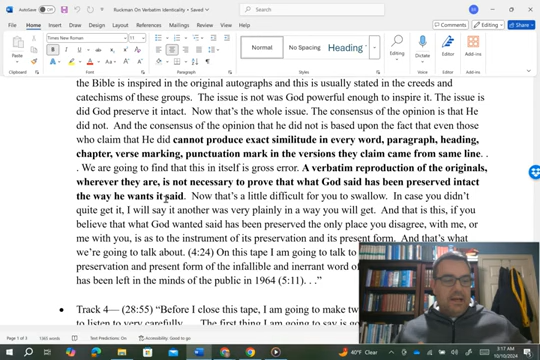 AutoSave Off
Ruckman On Verbatim Identicality • Saved
Search
File Home Insert Draw Design Layout References Mailings Review View Help
Comments Editing Share
Times New Roman 11
Normal No Spacing Heading
Editing Dictate Editor Add-ins
Paste
Clipboard Font Paragraph Styles Voice Editor Add-ins
the Bible is inspired in the original autographs and this is usually stated in the creeds and
catechisms of these groups. The issue is not was God powerful enough to inspire it. The issue is
did God preserve it intact. Now that's the whole issue. The consensus of the opinion is that He
did not. And the consensus of the opinion that he did not is based upon the fact that even those
who claim that He did cannot produce exact similitude in every word, paragraph, heading,
chapter, verse marking, punctuation mark in the versions they claim came from same line. . .
. We are going to find that this in itself is gross error. A verbatim reproduction of the originals,
wherever they are, is not necessary to prove that what God said has been preserved intact
the way he wants it said. Now that's a little difficult for you to swallow. In case you didn't
quite get it, I will say it another was very plainly in a way you will get. And that is this, if
you believe that what God wanted said has been preserved the only place you disagree, with me, or
me with you, is as to the instrument of its preservation and its present form. And that's what
we're going to talk about. (4:24) On this tape I am going to talk to
preservation and present form of the infallible and inerrant word of
has been left in the minds of the public in 1964 (5:11). . ."
• Track 4— (28:55) "Before I close this tape, I am going to make tw
to listen to very carefully. The first thing I am going to say is go
Page 1 of 3 1365 words Text Predictions: On Accessibility: Good to go
40°F Clear
3:17 AM
10/10/2024